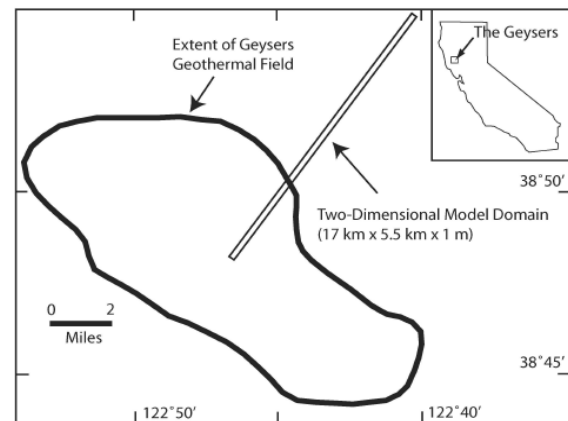 Extent of Geysers
Geothermal Field
The Geysers
38˚50′
Two-Dimensional Model Domain
(17 km x 5.5 km x 1 m)
0 2
Miles
38˚45′
122˚50′ 122˚40′